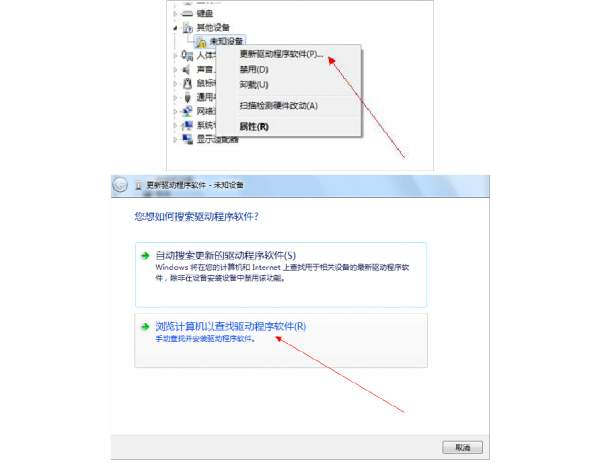 键盘
其他设备
未知设备
人体
更新驱动程序软件(P)...
声音、
禁用(D)
鼠标
卸载(U)
通用
网络
扫描检测硬件改动(A)
系统
属性(R)
显示适配器
更新驱动程序软件 - 未知设备
您想如何搜索驱动程序软件?
自动搜索更新的驱动程序软件(S)
Windows 将在您的计算机和 Internet 上查找用于相关设备的最新驱动程序软
件，除非在设备安装设置中禁用该功能。
浏览计算机以查找驱动程序软件(R)
手动查找并安装驱动程序软件。
取消